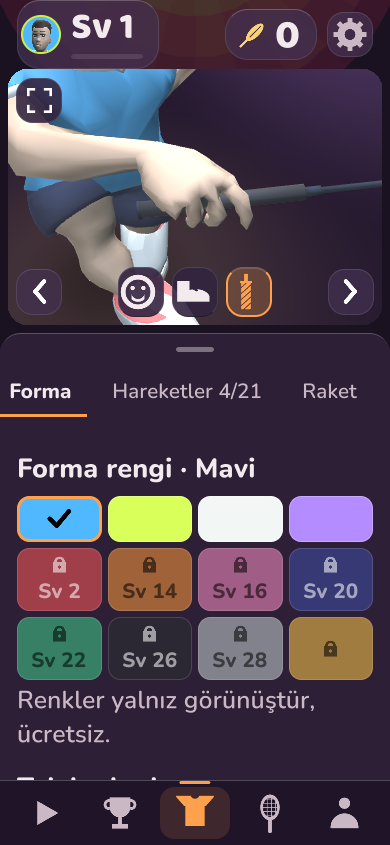 Sv 1
0
Forma
Hareketler 4/21
Raket
Forma rengi · Mavi
Sv 2
Sv 14
Sv 16
Sv 20
Sv 22
Sv 26
Sv 28
Renkler yalnız görünüştür,
ücretsiz.